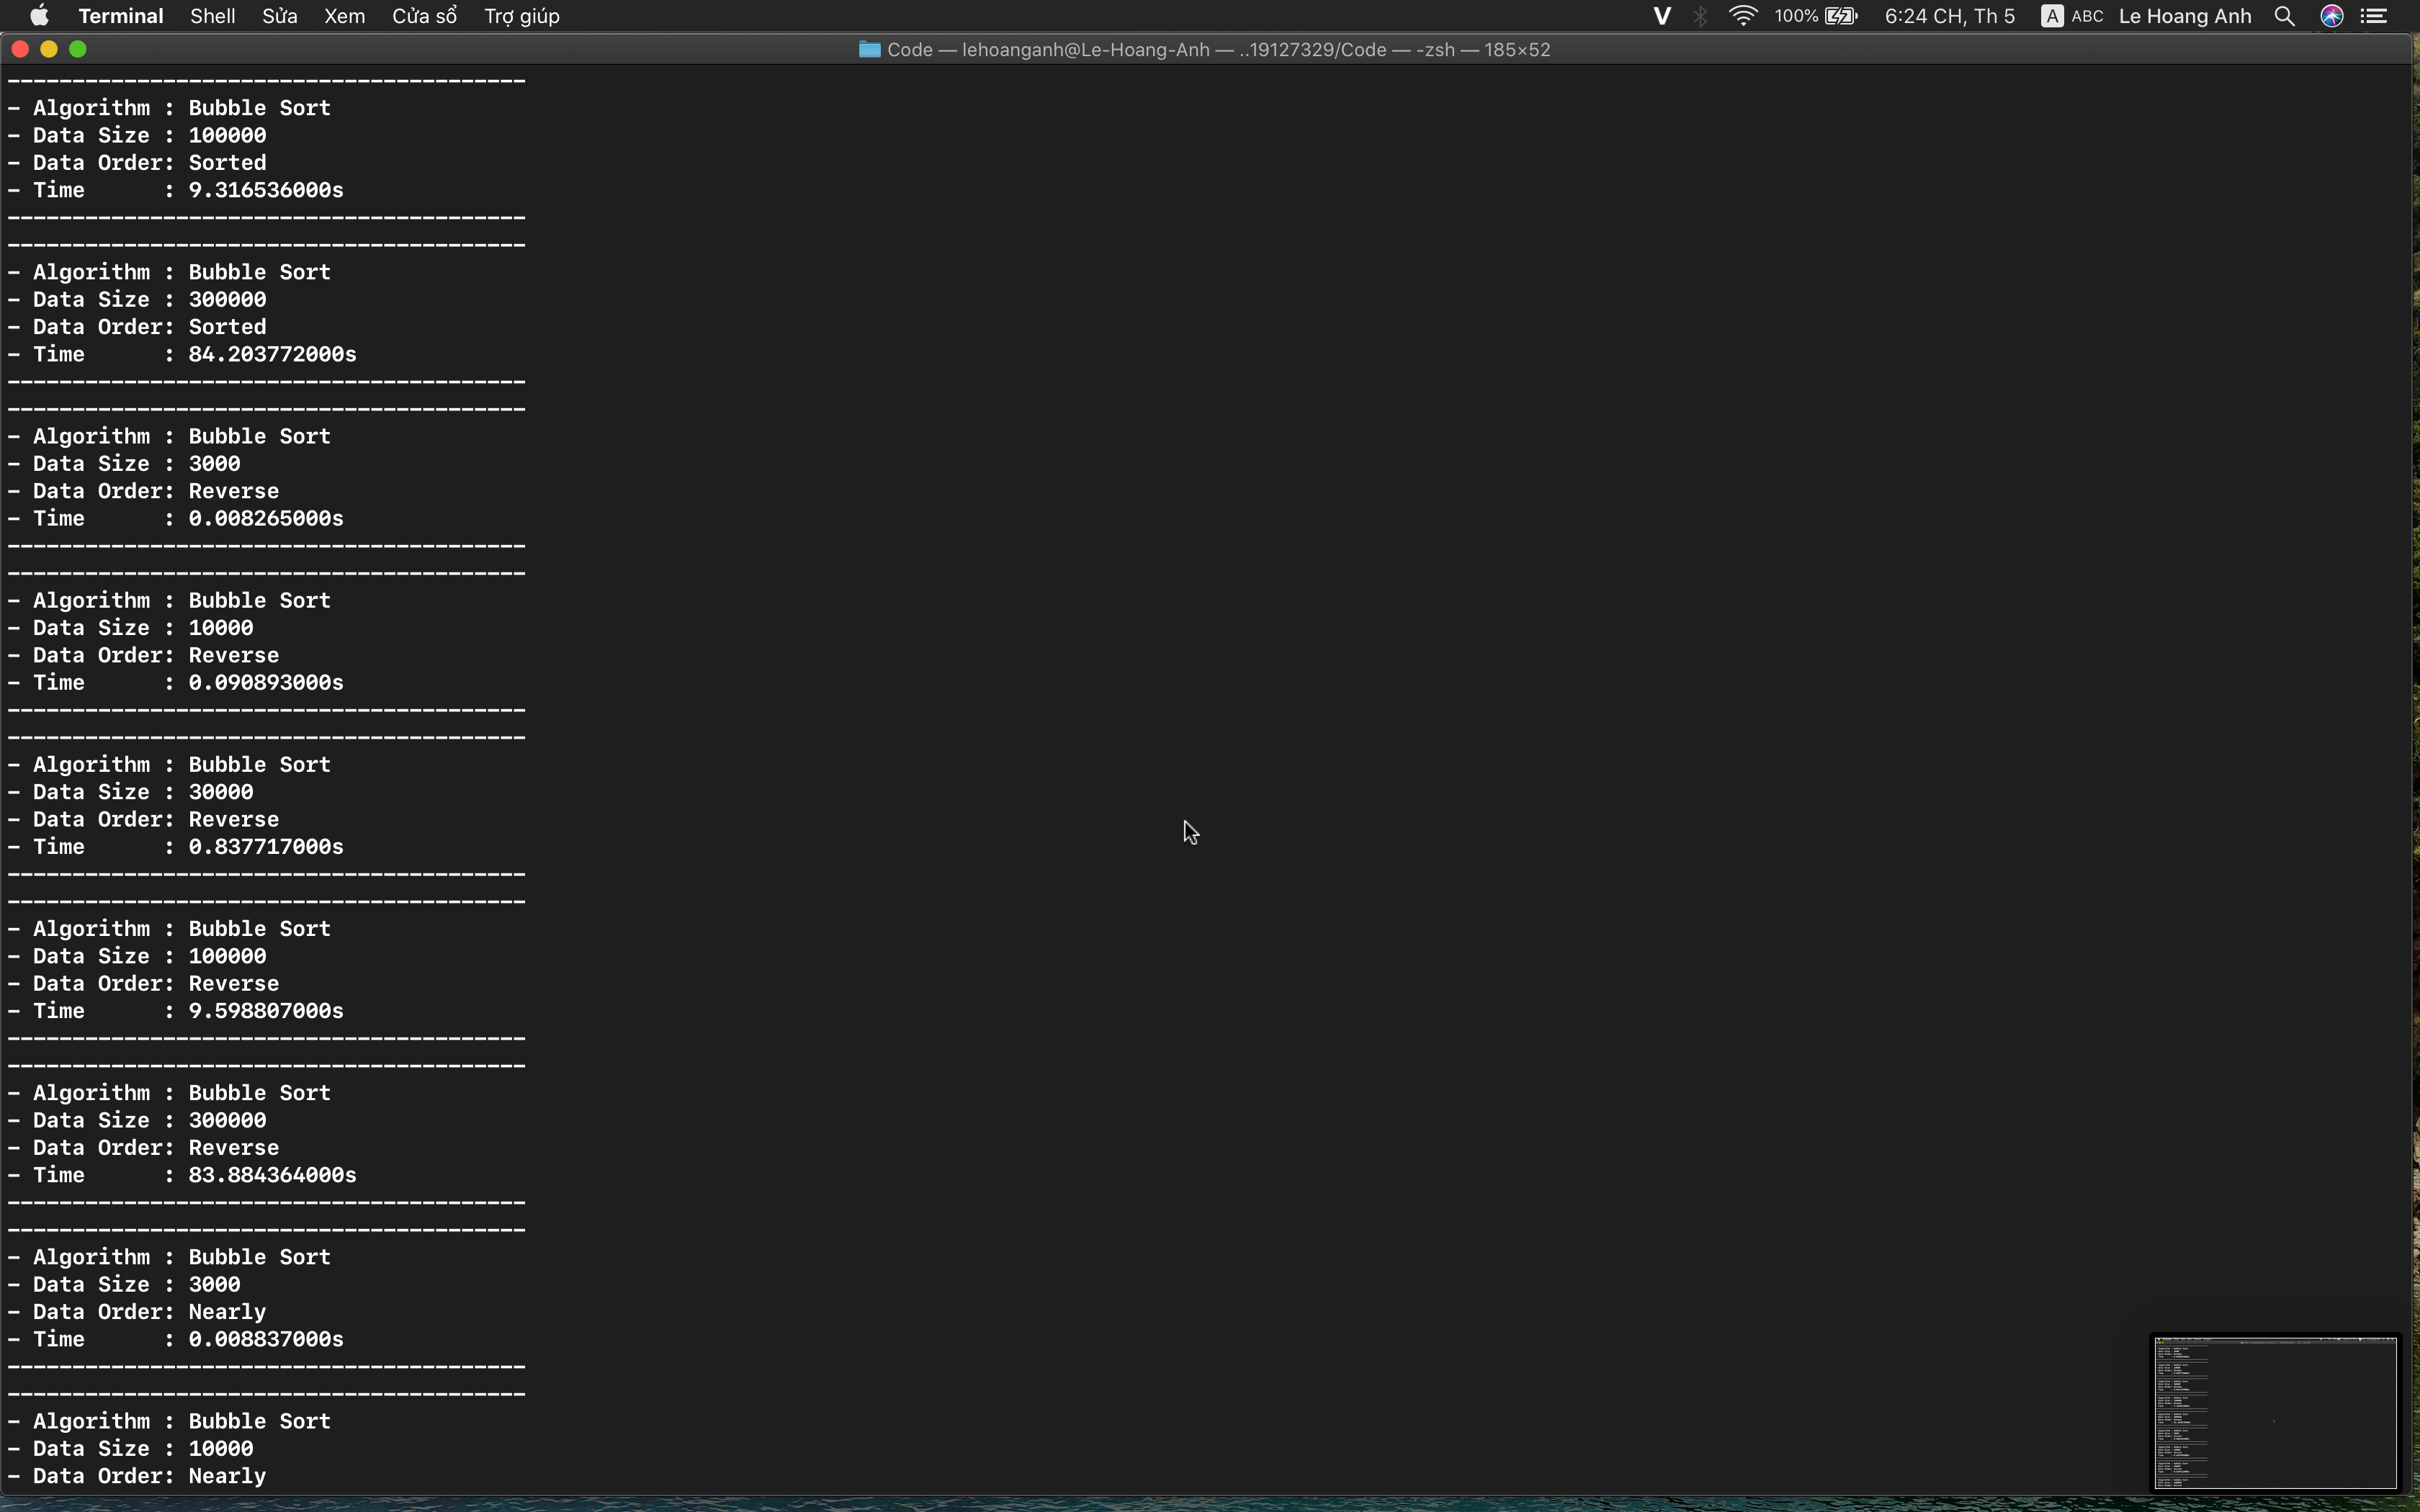 Terminal Shell Sửa Xem Cửa sổ Trợ giúp V 100% 6:24 CH, Th 5 A ABC Le Hoang Anh
Code — lehoanganh@Le-Hoang-Anh — ..19127329/Code — -zsh — 185×52
----------------------------------------
- Algorithm : Bubble Sort
- Data Size : 100000
- Data Order: Sorted
- Time      : 9.316536000s
----------------------------------------
----------------------------------------
- Algorithm : Bubble Sort
- Data Size : 300000
- Data Order: Sorted
- Time      : 84.203772000s
----------------------------------------
----------------------------------------
- Algorithm : Bubble Sort
- Data Size : 3000
- Data Order: Reverse
- Time      : 0.008265000s
----------------------------------------
----------------------------------------
- Algorithm : Bubble Sort
- Data Size : 10000
- Data Order: Reverse
- Time      : 0.090893000s
----------------------------------------
----------------------------------------
- Algorithm : Bubble Sort
- Data Size : 30000
- Data Order: Reverse
- Time      : 0.837717000s
----------------------------------------
----------------------------------------
- Algorithm : Bubble Sort
- Data Size : 100000
- Data Order: Reverse
- Time      : 9.598807000s
----------------------------------------
----------------------------------------
- Algorithm : Bubble Sort
- Data Size : 300000
- Data Order: Reverse
- Time      : 83.884364000s
----------------------------------------
----------------------------------------
- Algorithm : Bubble Sort
- Data Size : 3000
- Data Order: Nearly
- Time      : 0.008837000s
----------------------------------------
----------------------------------------
- Algorithm : Bubble Sort
- Data Size : 10000
- Data Order: Nearly